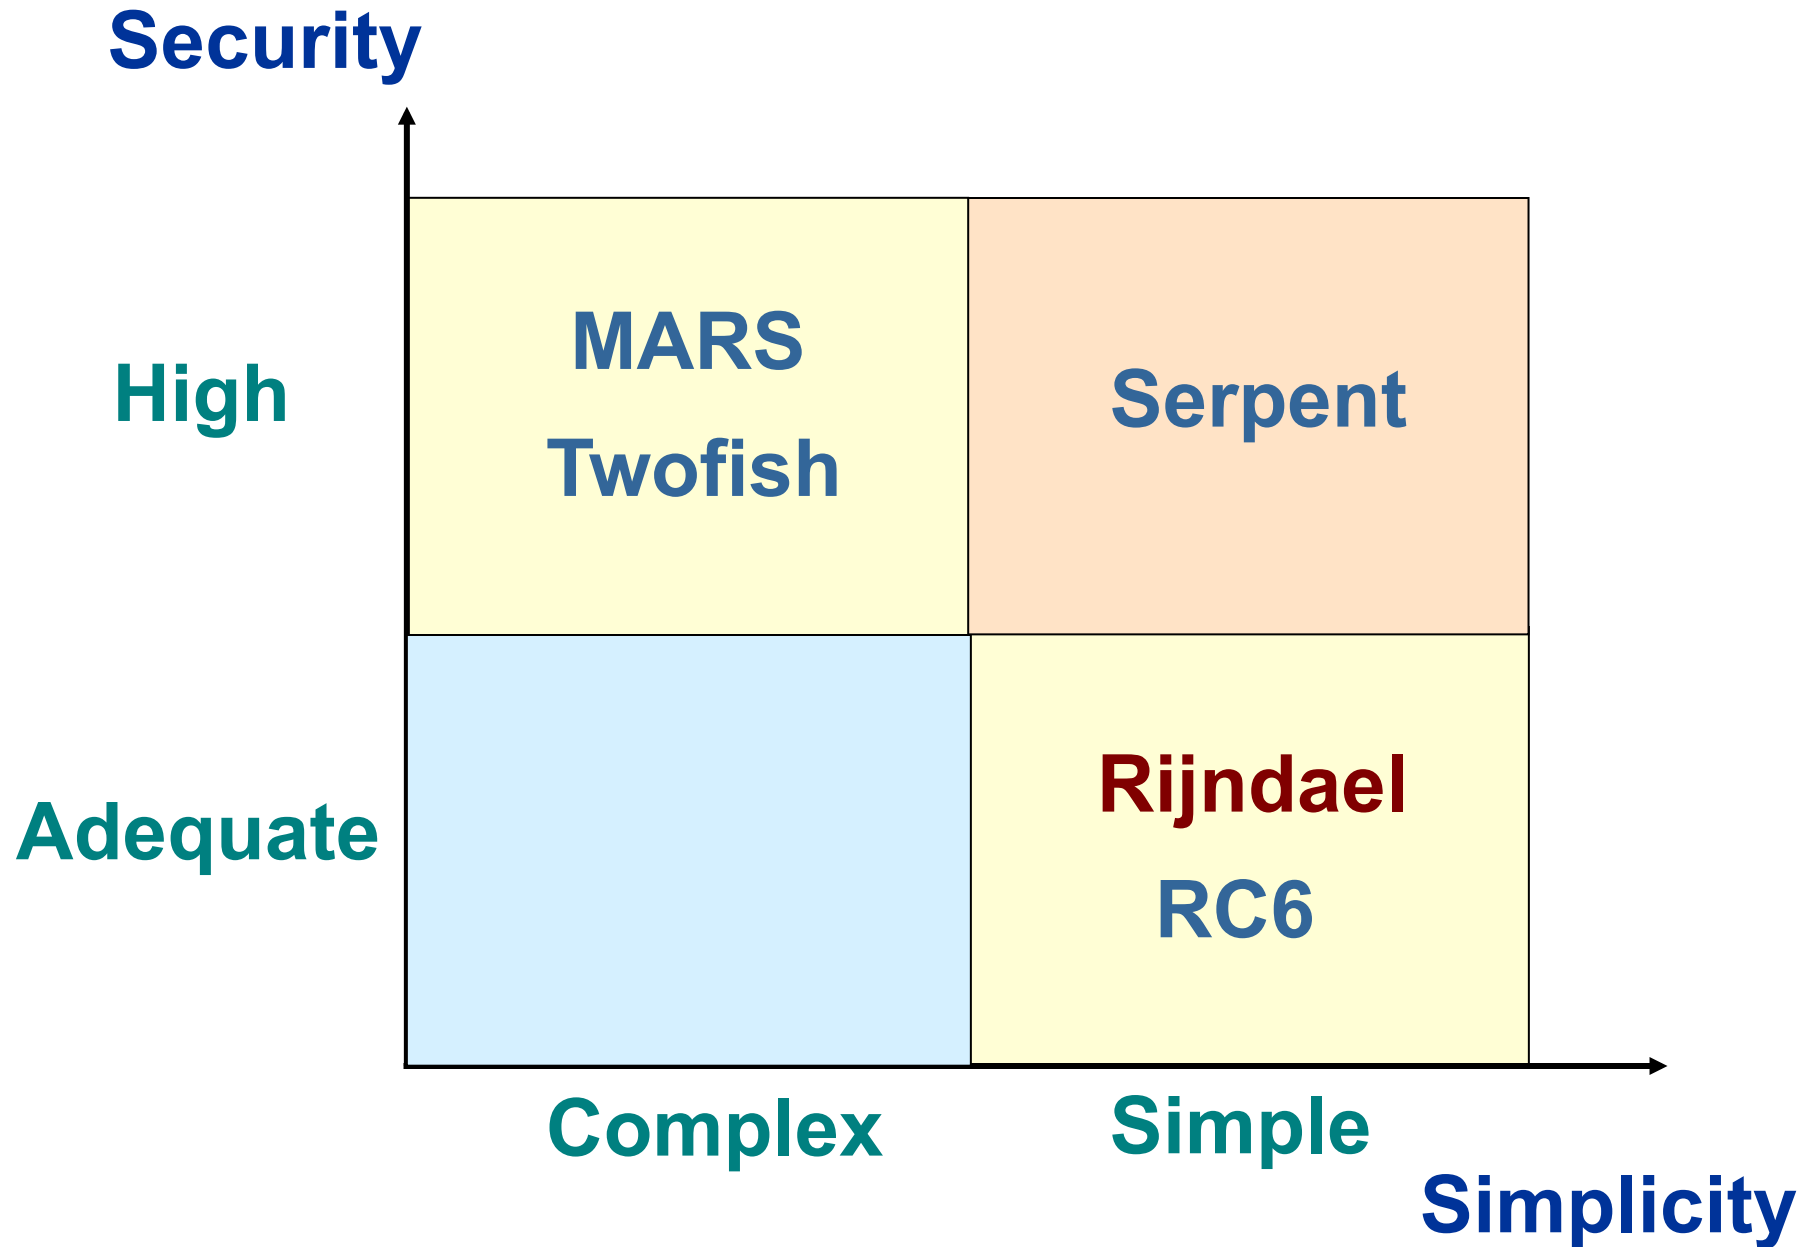 Security
MARS
Serpent
High
Twofish
Rijndael
Adequate
RC6
Complex
Simple
Simplicity